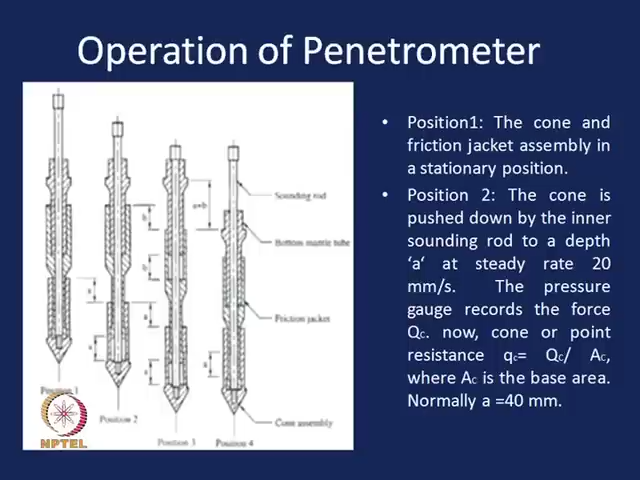 Operation of Penetrometer
• Position1: The cone and
friction jacket assembly in
a stationary position.
• Position 2: The cone is
pushed down by the inner
sounding rod to a depth
‘a‘ at steady rate 20
mm/s. The pressure
gauge records the force
Qc. now, cone or point
resistance qc= Qc/ Ac,
where Ac is the base area.
Normally a =40 mm.
Sounding rod
a+b
Bottom mantle tube
b
b
a
a
Friction jacket
a
a
a
Cone assembly
Position 1
Position 2
Position 3
Position 4
NPTEL